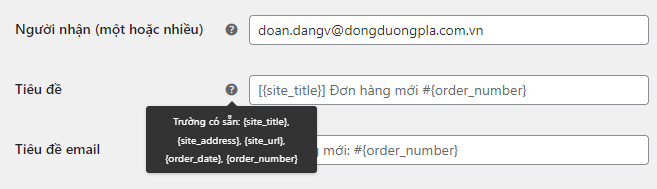 Người nhận (một hoặc nhiều) ? doan.dangv@dongduongpla.com.vn
Tiêu đề ? [{site_title}] Đơn hàng mới #{order_number}
Trường có sẵn: {site_title},
{site_address}, {site_url},
{order_date}, {order_number}
Tiêu đề email mới: #{order_number}